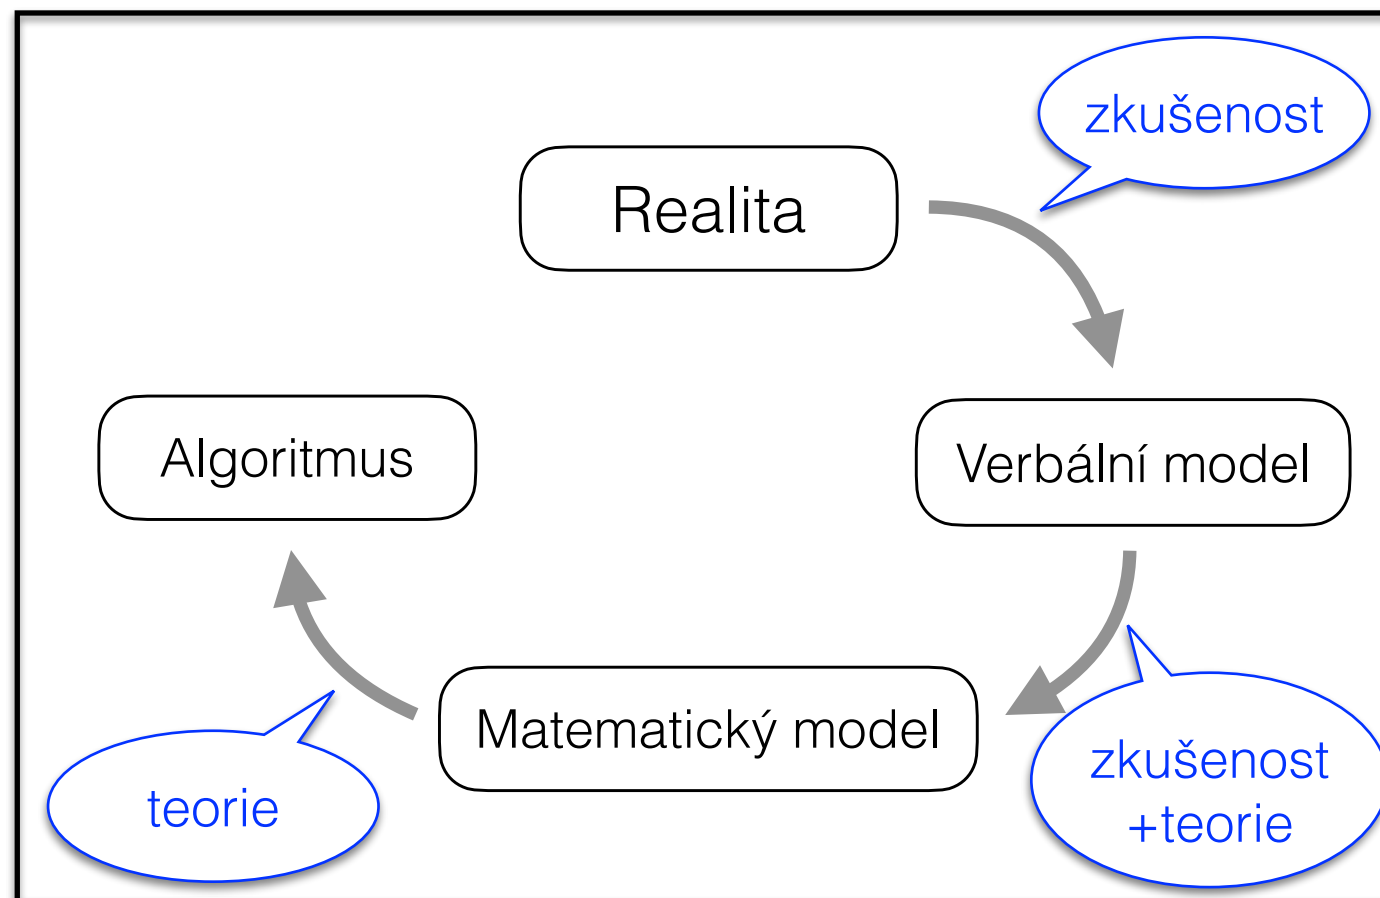 zkušenost
Realita
Algoritmus
Verbální model
Matematický model
zkušenost
+teorie
teorie